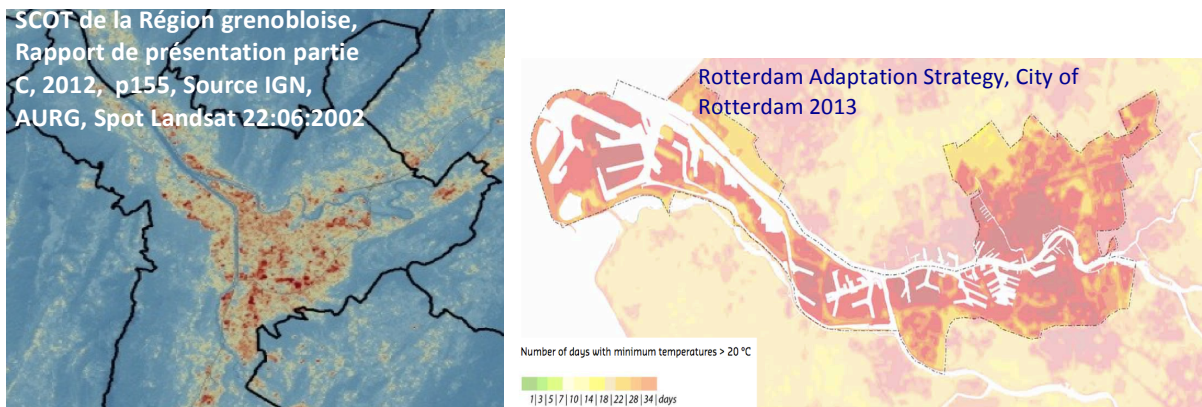 SCOT de la Région grenobloise,
Rapport de présentation partie
C, 2012, p155, Source IGN,
AURG, Spot Landsat 22:06:2002
Rotterdam Adaptation Strategy, City of
Rotterdam 2013
Number of days with minimum temperatures > 20 °C
1|3|5|7|10|14|18|22|28|34|days